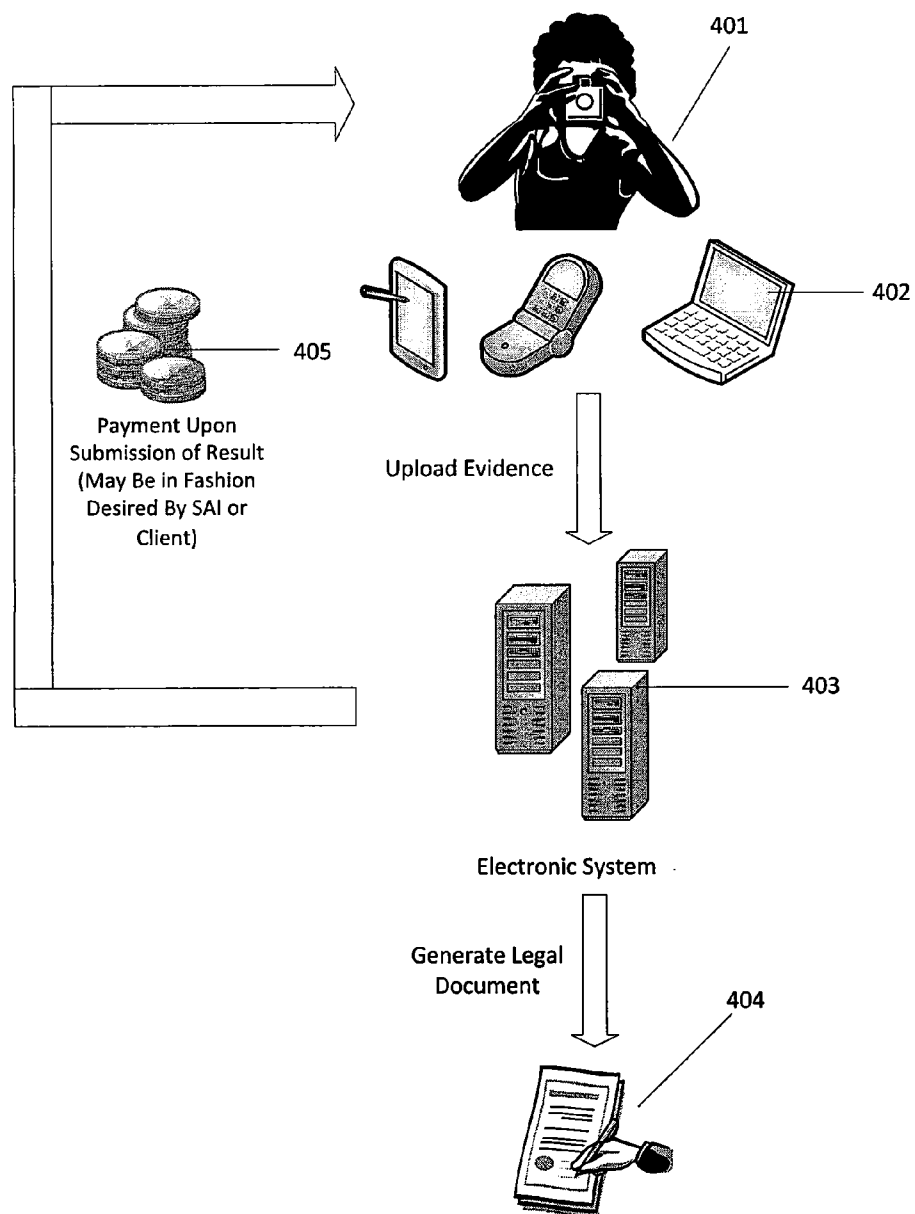 401
402
405
Payment Upon
Submission of Result
(May Be in Fashion
Desired By SAI or
Client)
Upload Evidence
403
Electronic System
Generate Legal
Document
404